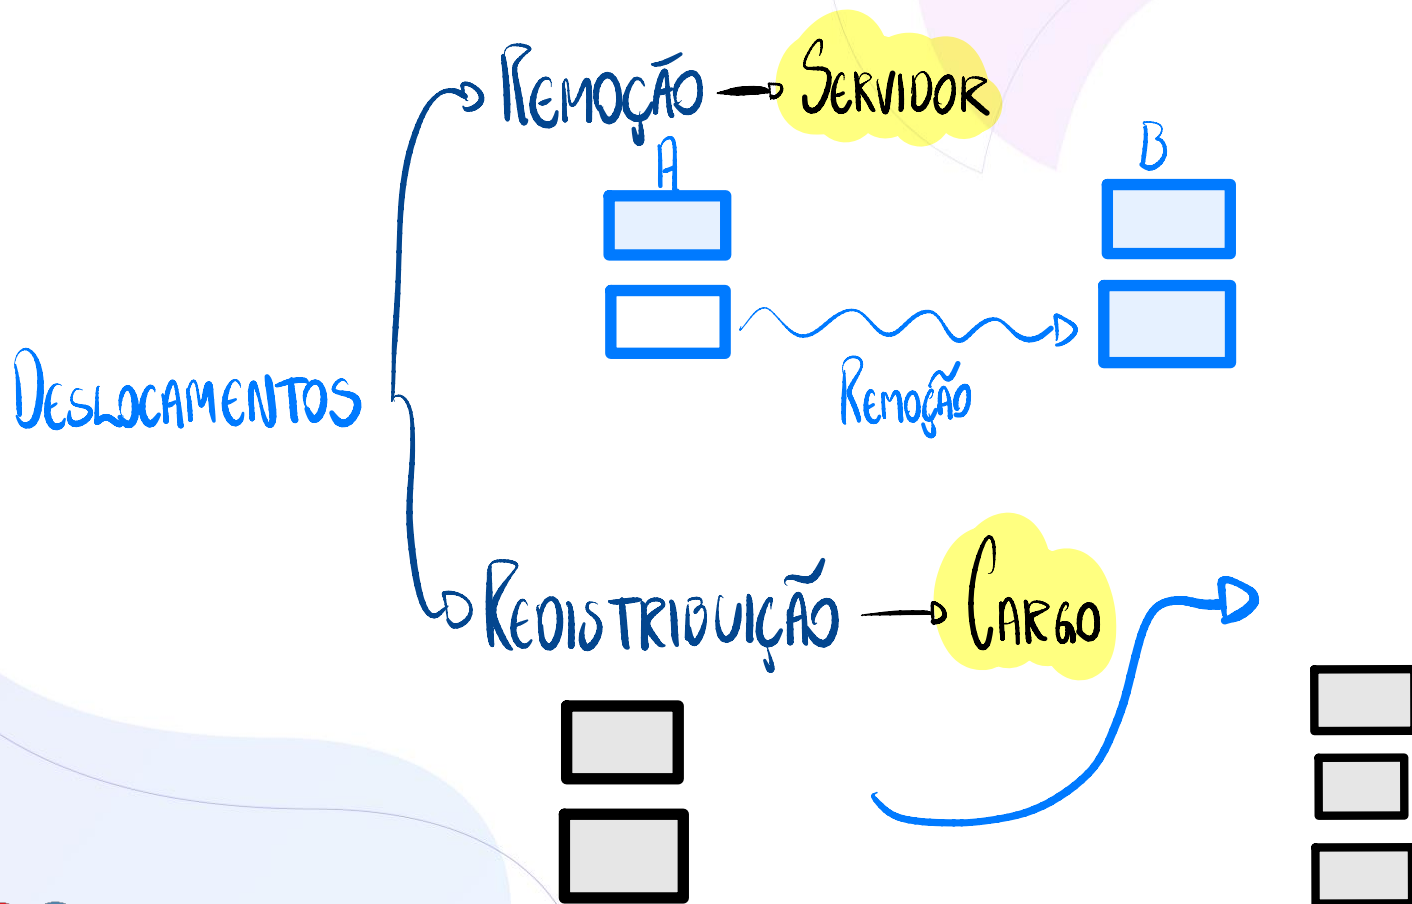 REMOÇÃO → SERVIDOR
A
B
REMOÇÃO
DESLOCAMENTOS
REDISTRIBUIÇÃO → CARGO